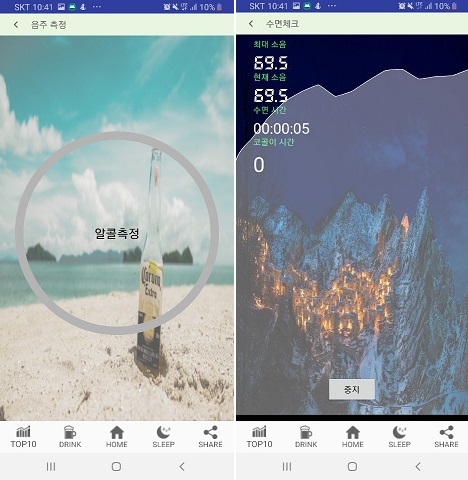 SKT 10:41
10%
음주 측정
알콜측정
Corona
Extra
TOP10
DRINK
HOME
SLEEP
SHARE
SKT 10:41
10%
수면체크
최대 소음
69.5
현재 소음
69.5
수면 시간
00:00:05
코골이 시간
0
중지
TOP10
DRINK
HOME
SLEEP
SHARE